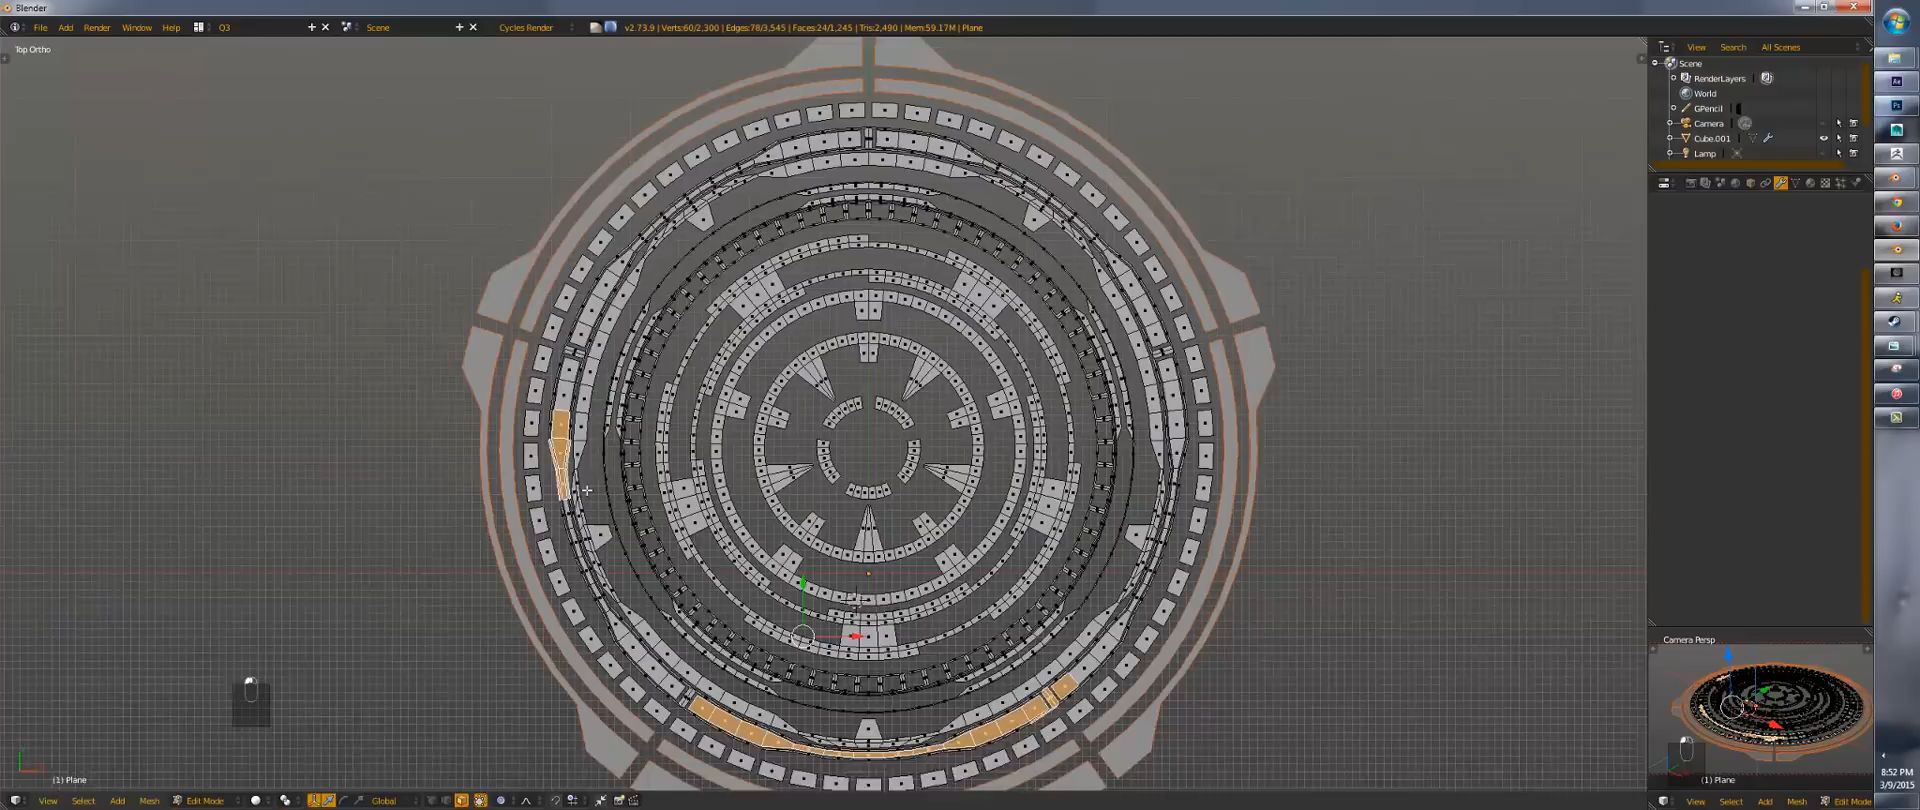 Blender
File Add Render Window Help Q3 Scene Cycles Render v2.73.9 | Verts:60/2,300 | Edges:78/3,545 | Faces:24/1,245 | Tris:2,490 | Mem:59.17M | Plane
Top Ortho
View Search All Scenes
Scene
RenderLayers
World
GPencil
Camera
Cube.001
Lamp
Camera Persp
(1) Plane
(1) Plane
View Select Add Mesh Edit Mode Global
View Select Add Mesh Edit Mode
8:52 PM
3/9/2015